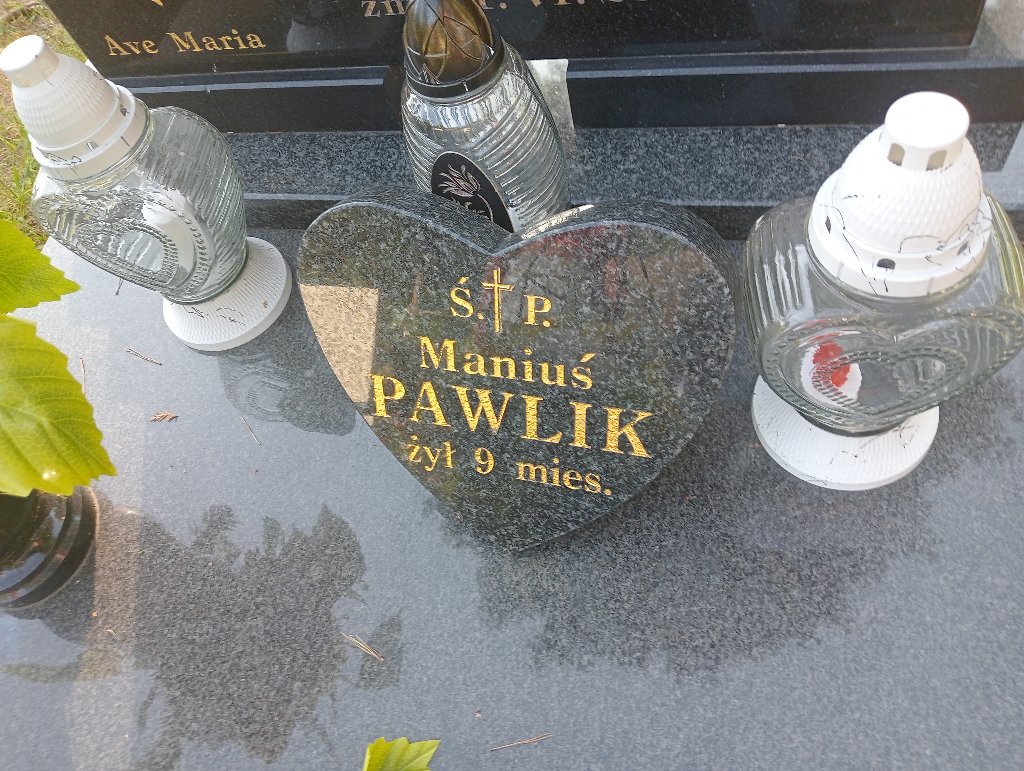 Ave Maria
Ś. P.
Maniuś
PAWLIK
żył 9 mies.